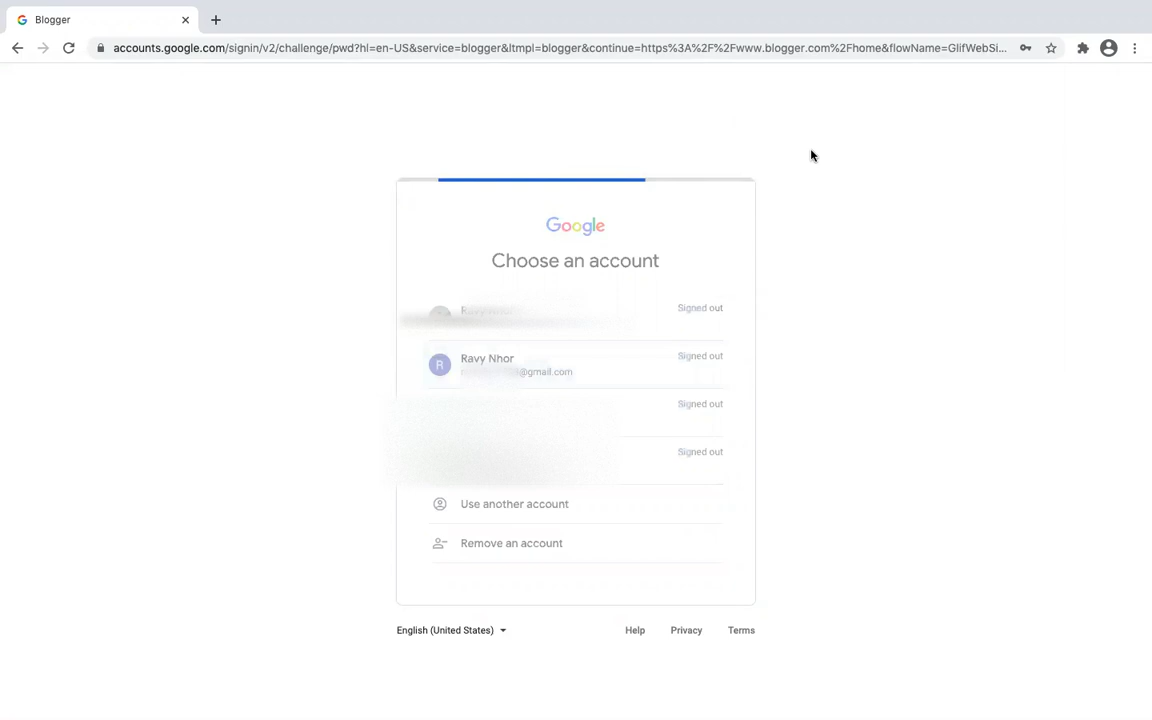 Blogger
accounts.google.com/signin/v2/challenge/pwd?hl=en-US&service=blogger&ltmpl=blogger&continue=https%3A%2F%2Fwww.blogger.com%2Fhome&flowName=GlifWebSi...
Google
Choose an account
Signed out
Ravy Nhor
Signed out
R
@gmail.com
Signed out
Signed out
Use another account
Remove an account
English (United States)
Help
Privacy
Terms